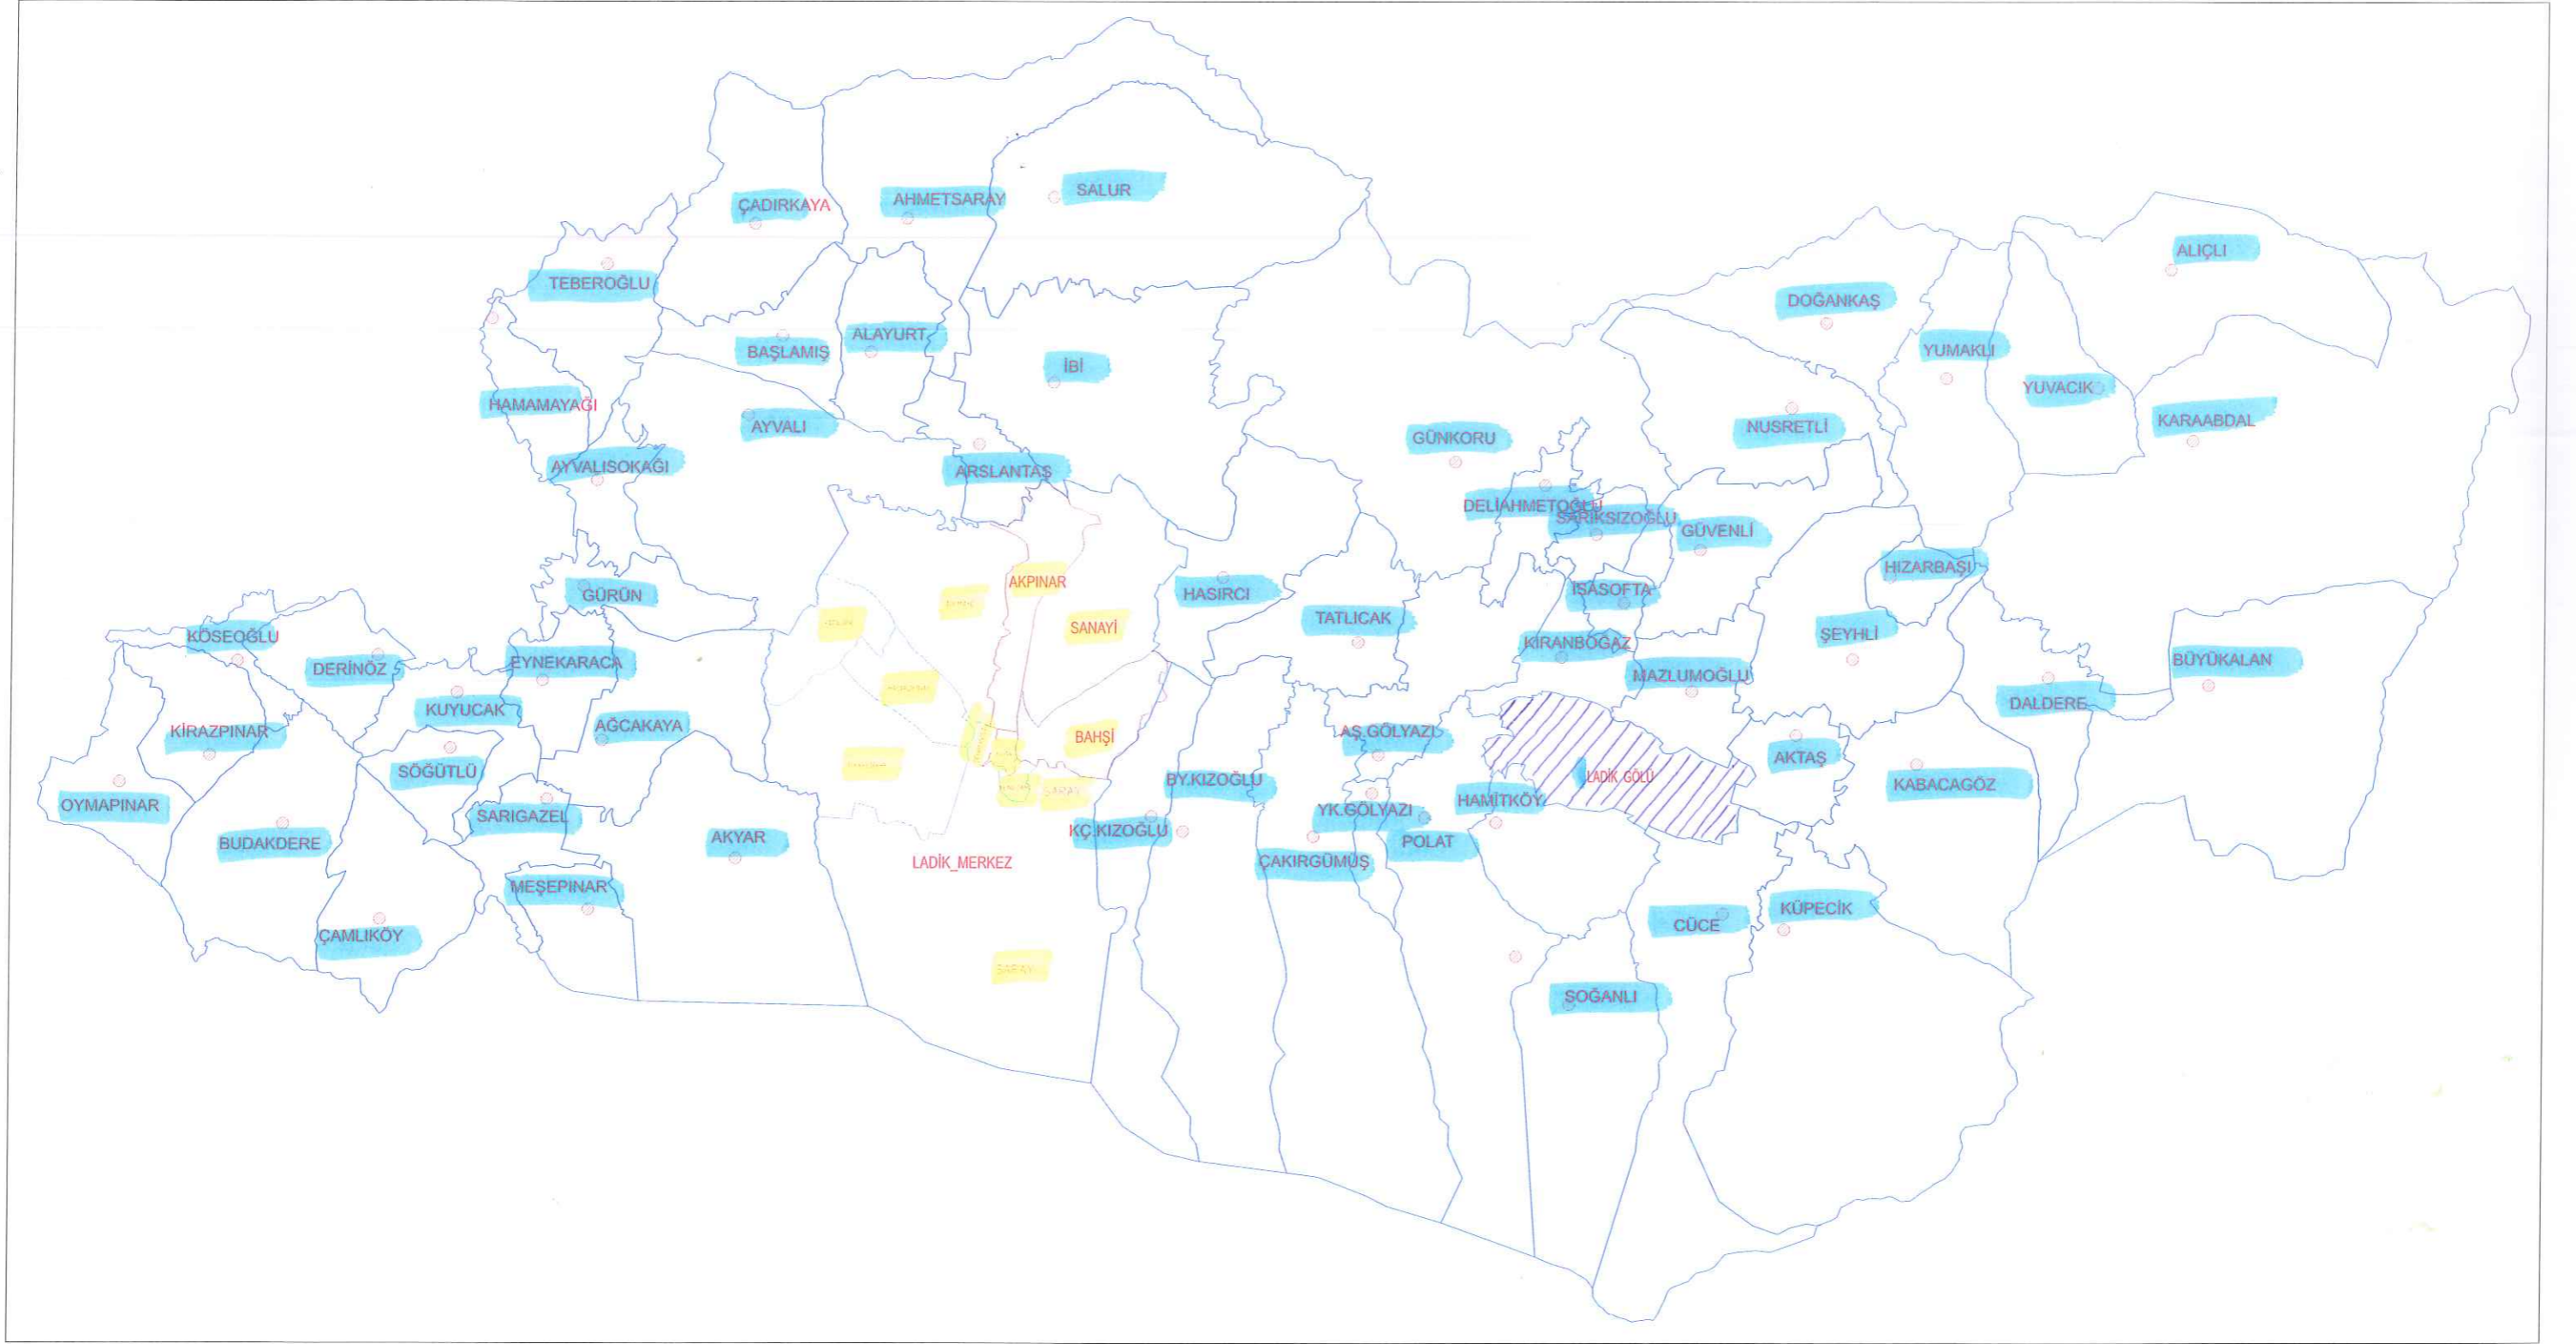 SALUR
ÇADIRKAYA
AHMETSARAY
ALIÇLI
TEBEROĞLU
DOĞANKAŞ
ALAYURT
BAŞLAMIŞ
YUMAKLI
İBİ
YUVACIK
HAMAMAYAĞI
KARAABDAL
AYVALI
NUSRETLİ
GÜNKORU
AYVALISOKAĞI
ARSLANTAŞ
DELİAHMETOĞLU
SARIKSIZOĞLU
GÜVENLİ
HIZARBAŞI
AKPINAR
İSASOFTA
HASIRCI
GÜRÜN
TATLICAK
SANAYİ
ŞEYHLİ
KÖSEOĞLU
KIRANBOĞAZ
EYNEKARACA
BÜYÜKALAN
DERİNÖZ
MAZLUMOĞLU
DALDERE
KUYUCAK
AĞCAKAYA
KİRAZPINAR
AŞ.GÖLYAZI
BAHŞİ
AKTAŞ
SÖĞÜTLÜ
LADİK GÖLÜ
BY.KIZOĞLU
KABACAGÖZ
SARAY
HAMİTKÖY
OYMAPINAR
YK.GÖLYAZI
SARIGAZEL
KÇ.KIZOĞLU
AKYAR
POLAT
BUDAKDERE
LADİK_MERKEZ
ÇAKIRGÜMÜŞ
MEŞEPINAR
KÜPECİK
CÜCE
ÇAMLIKÖY
SARAY
SOĞANLI